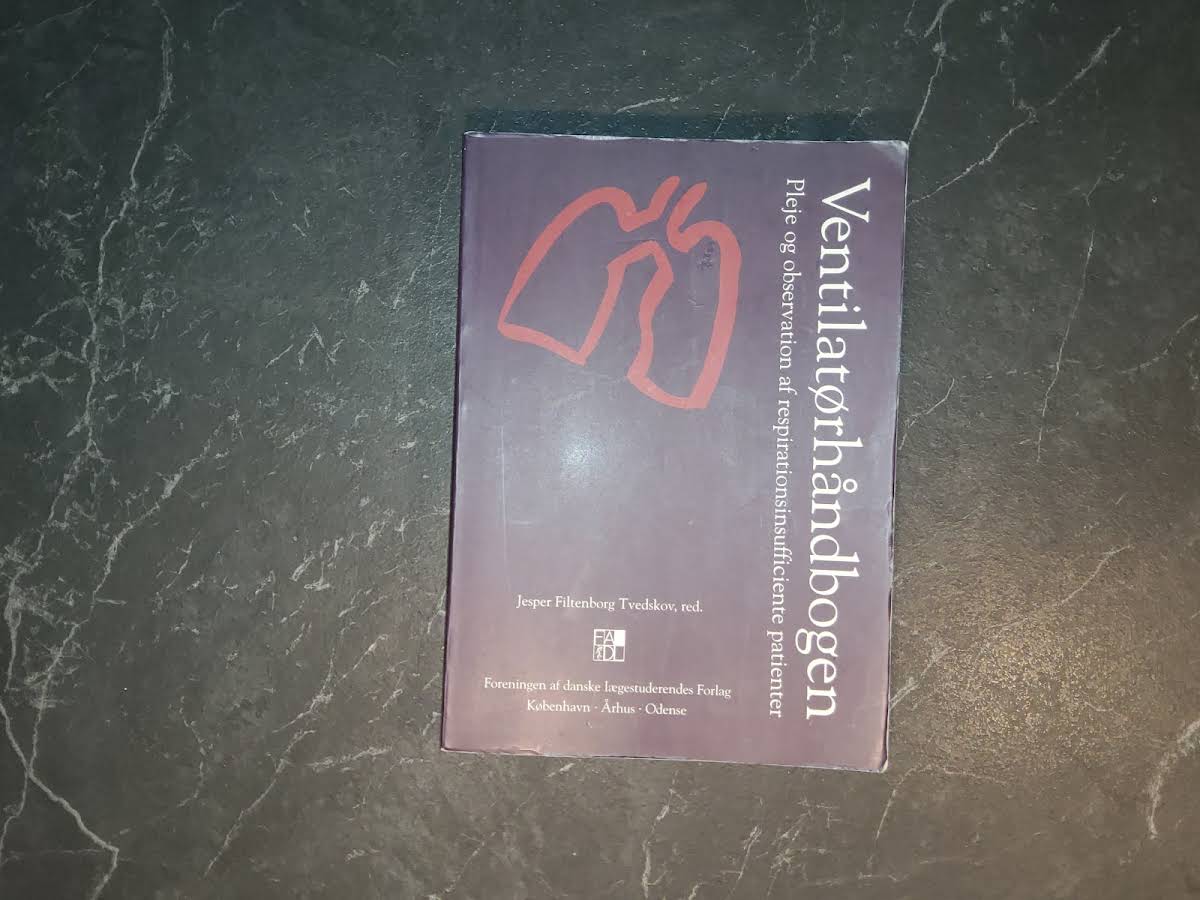 Ventilatørhåndbogen
Pleje og observation af respirationsinsufficiente patienter
Jesper Filtenborg Tvedskov, red.
FADL
Foreningen af danske lægestuderendes Forlag
København · Århus · Odense